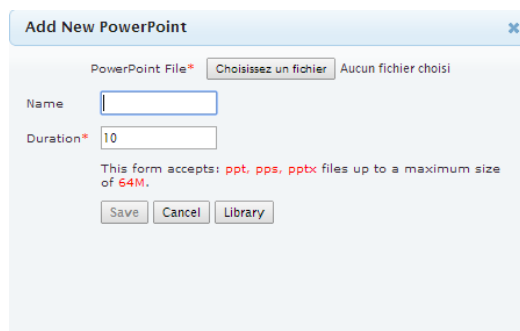 Add New PowerPoint
PowerPoint File* Choisissez un fichier Aucun fichier choisi
Name
Duration* 10
This form accepts: ppt, pps, pptx files up to a maximum size
of 64M.
Save Cancel Library